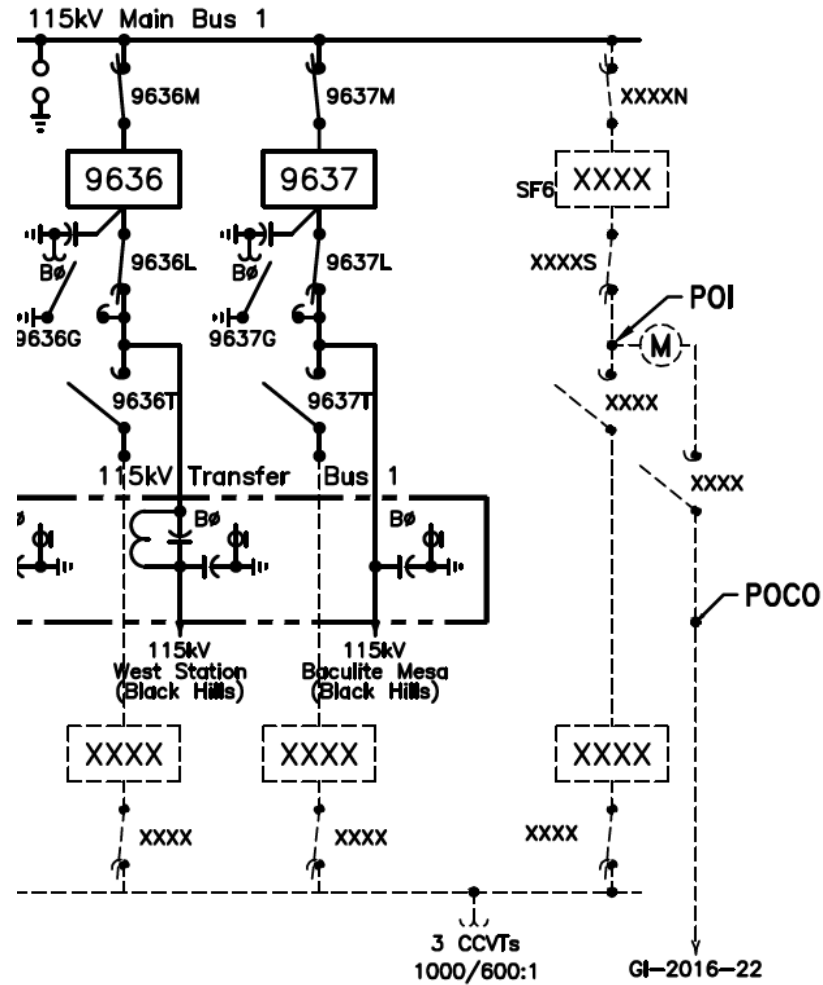 115kV Main Bus 1
9636M
9637M
XXXXN
9636
9637
SF6
XXXX
BØ
9636L
BØ
9637L
XXXXS
POI
9636G
9637G
M
9636T
9637T
XXXX
115kV Transfer Bus 1
XXXX
BØ
BØ
POCO
115kV
West Station
(Black Hills)
115kV
Baculite Mesa
(Black Hills)
XXXX
XXXX
XXXX
XXXX
XXXX
XXXX
3 CCVTs
1000/600:1
GI-2016-22